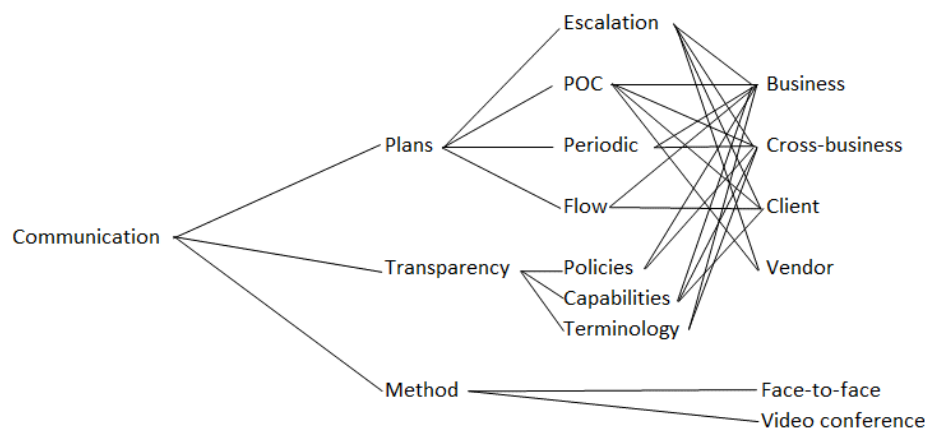 Escalation
POC
Business
Plans
Periodic
Cross-business
Flow
Client
Communication
Transparency
Policies
Vendor
Capabilities
Terminology
Method
Face-to-face
Video conference